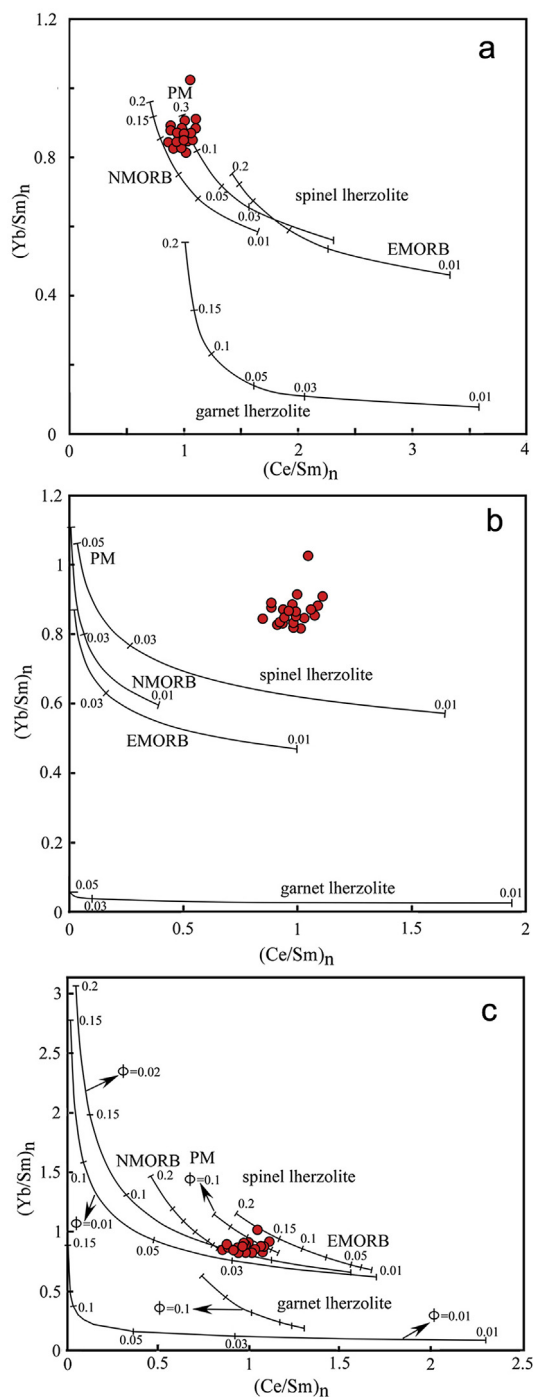 a
1.2
0.8
0.4
0
(Yb/Sm)n
PM
0.3
0.2
0.15
0.1
0.2
NMORB
0.05
spinel lherzolite
0.03
0.01
EMORB
0.01
0.2
0.15
0.1
0.05
0.03
0.01
garnet lherzolite
0 1 2 3 4
(Ce/Sm)n
b
1.2
1
0.8
0.6
0.4
0.2
0
(Yb/Sm)n
0.05
PM
0.03
0.03
spinel lherzolite
NMORB
0.01
0.03
EMORB
0.01
0.01
garnet lherzolite
0.05
0.03
0.01
0 0.5 1 1.5 2
(Ce/Sm)n
c
3
2.5
2
1.5
1
0.5
0
(Yb/Sm)n
0.2
0.15
Φ=0.02
0.15
NMORB
PM
0.2
Φ=0.1
spinel lherzolite
0.1
0.1
0.2
0.15
0.1
EMORB
Φ=0.01
0.15
0.05
0.03
0.05
0.01
garnet lherzolite
Φ=0.1
Φ=0.01
0.1
0.05
0.03
0.01
0 0.5 1 1.5 2 2.5
(Ce/Sm)n